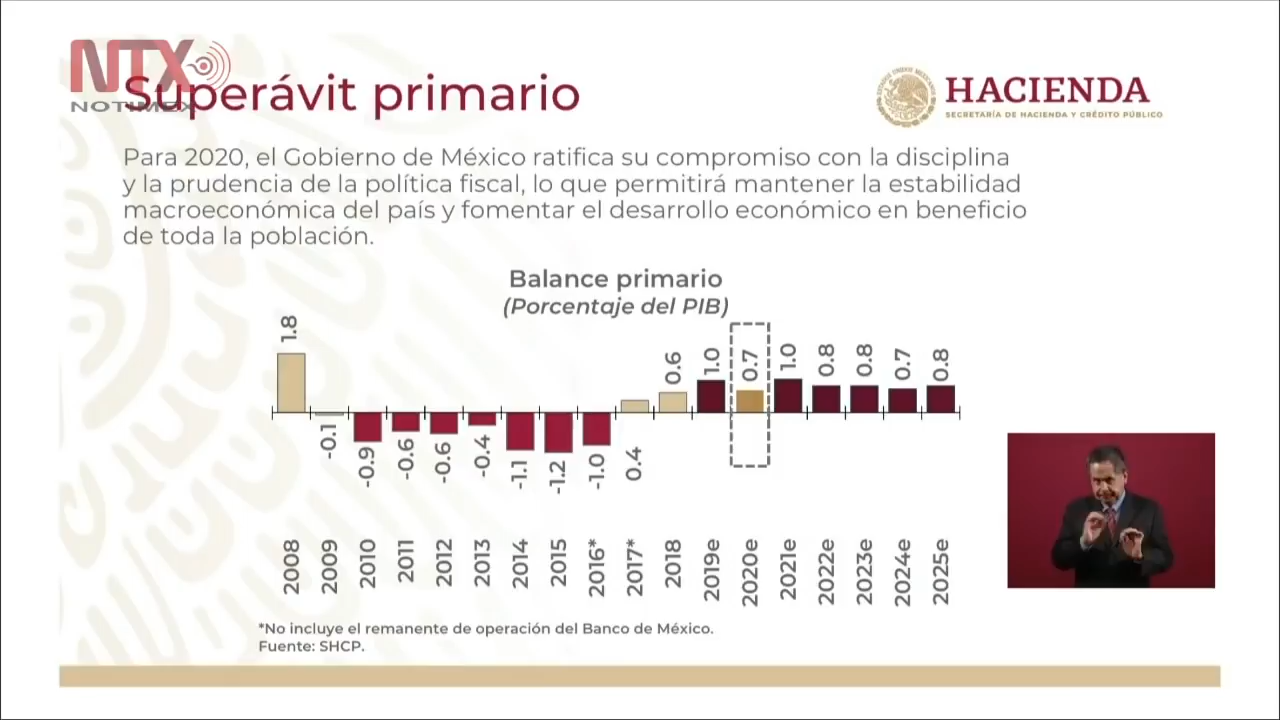 NTX
NOTIMEX
Superávit primario
HACIENDA
SECRETARÍA DE HACIENDA Y CRÉDITO PÚBLICO
Para 2020, el Gobierno de México ratifica su compromiso con la disciplina
y la prudencia de la política fiscal, lo que permitirá mantener la estabilidad
macroeconómica del país y fomentar el desarrollo económico en beneficio
de toda la población.
Balance primario
(Porcentaje del PIB)
1.8
-0.1
-0.9
-0.6
-0.6
-0.4
-1.1
-1.2
-1.0
0.4
0.6
1.0
0.7
1.0
0.8
0.8
0.7
0.8
2008
2009
2010
2011
2012
2013
2014
2015
2016*
2017*
2018
2019e
2020e
2021e
2022e
2023e
2024e
2025e
*No incluye el remanente de operación del Banco de México.
Fuente: SHCP.